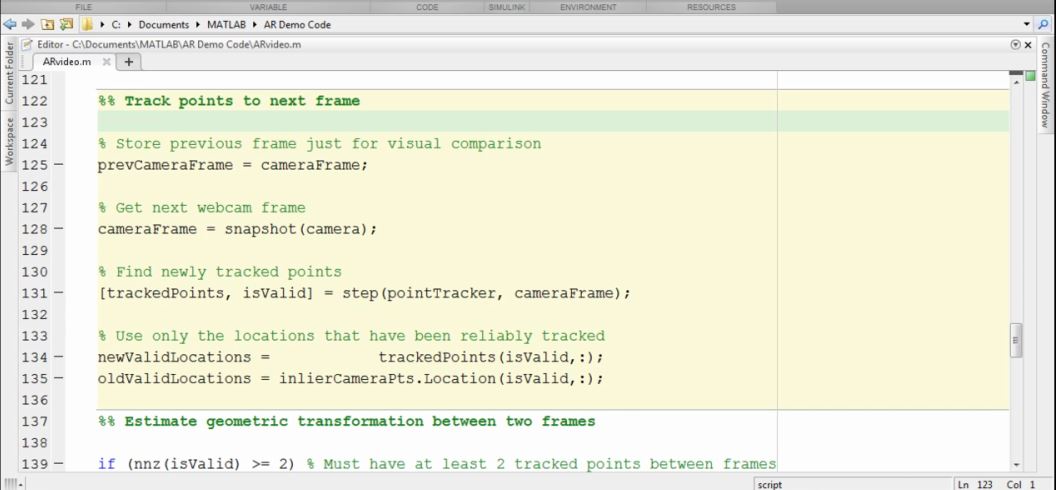 FILE VARIABLE CODE SIMULINK ENVIRONMENT RESOURCES
C: Documents MATLAB AR Demo Code
Editor - C:\Documents\MATLAB\AR Demo Code\ARvideo.m
ARvideo.m
Current Folder
Workspace
Command Window
121
122 %% Track points to next frame
123
124 % Store previous frame just for visual comparison
125 prevCameraFrame = cameraFrame;
126
127 % Get next webcam frame
128 cameraFrame = snapshot(camera);
129
130 % Find newly tracked points
131 [trackedPoints, isValid] = step(pointTracker, cameraFrame);
132
133 % Use only the locations that have been reliably tracked
134 newValidLocations =            trackedPoints(isValid,:);
135 oldValidLocations = inlierCameraPts.Location(isValid,:);
136
137 %% Estimate geometric transformation between two frames
138
139 if (nnz(isValid) >= 2) % Must have at least 2 tracked points between frames
script Ln 123 Col 1